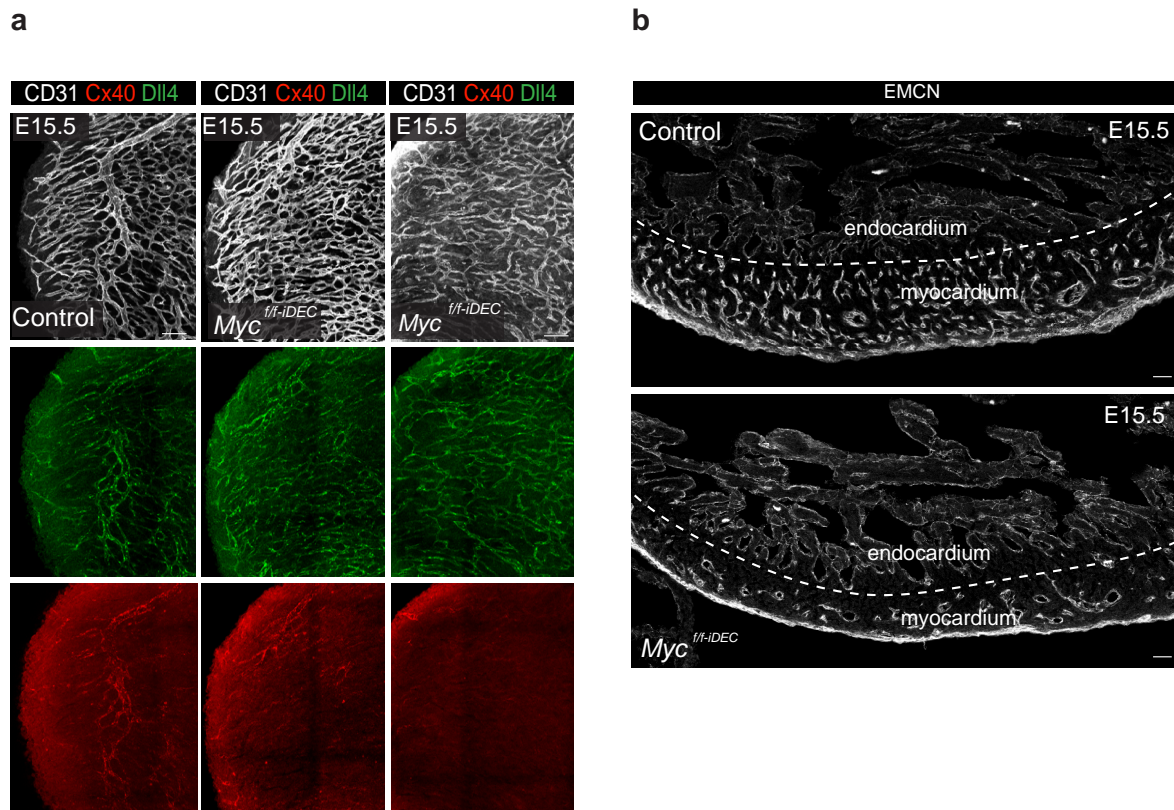 a
b
CD31 Cx40 Dll4
CD31 Cx40 Dll4
CD31 Cx40 Dll4
E15.5
E15.5
E15.5
Control
Myc f/f-iDEC
Myc f/f-iDEC
EMCN
Control
E15.5
endocardium
myocardium
E15.5
endocardium
myocardium
Myc f/f-iDEC